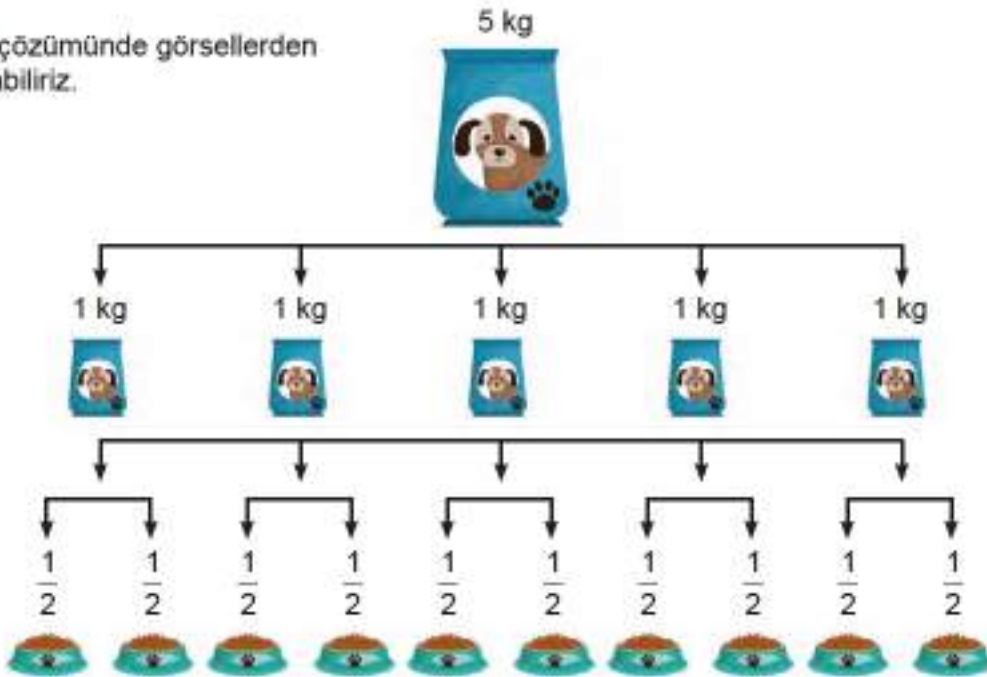 çözümünde görsellerden
biliriz.
5 kg
1 kg 1 kg 1 kg 1 kg 1 kg
1/2 1/2 1/2 1/2 1/2 1/2 1/2 1/2 1/2 1/2